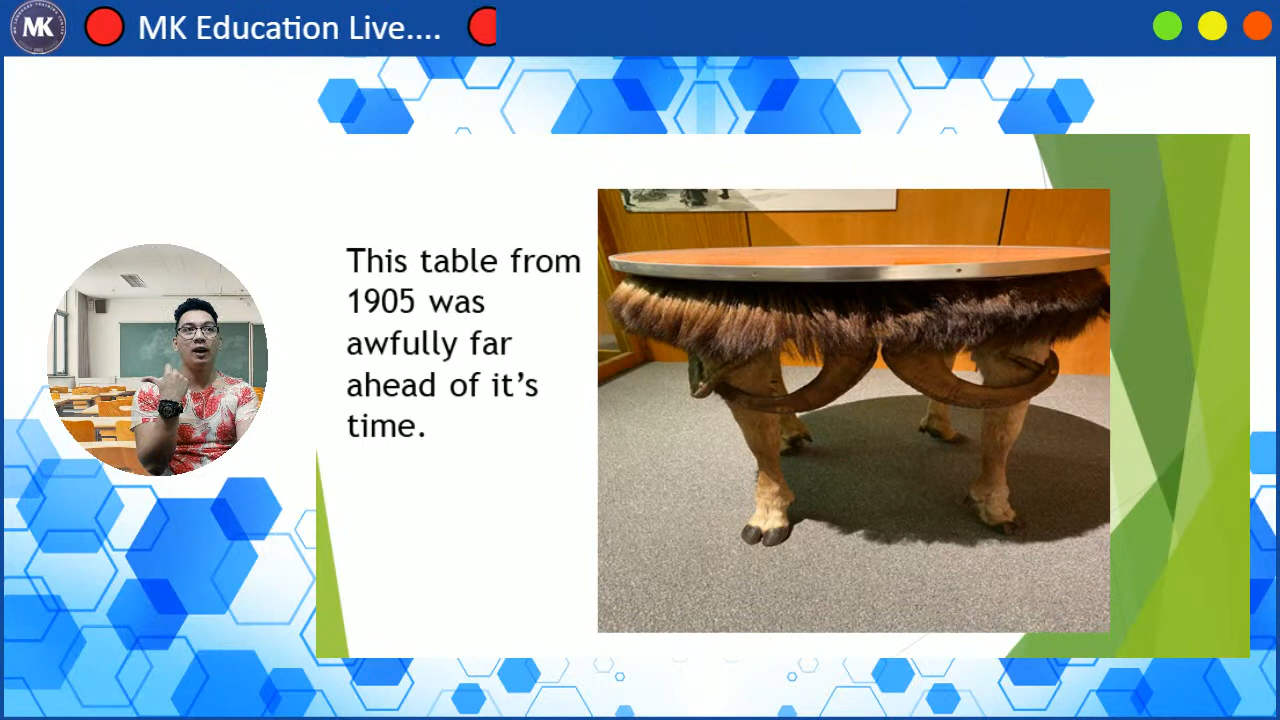 MK
MK Education Live....
This table from
1905 was
awfully far
ahead of it’s
time.